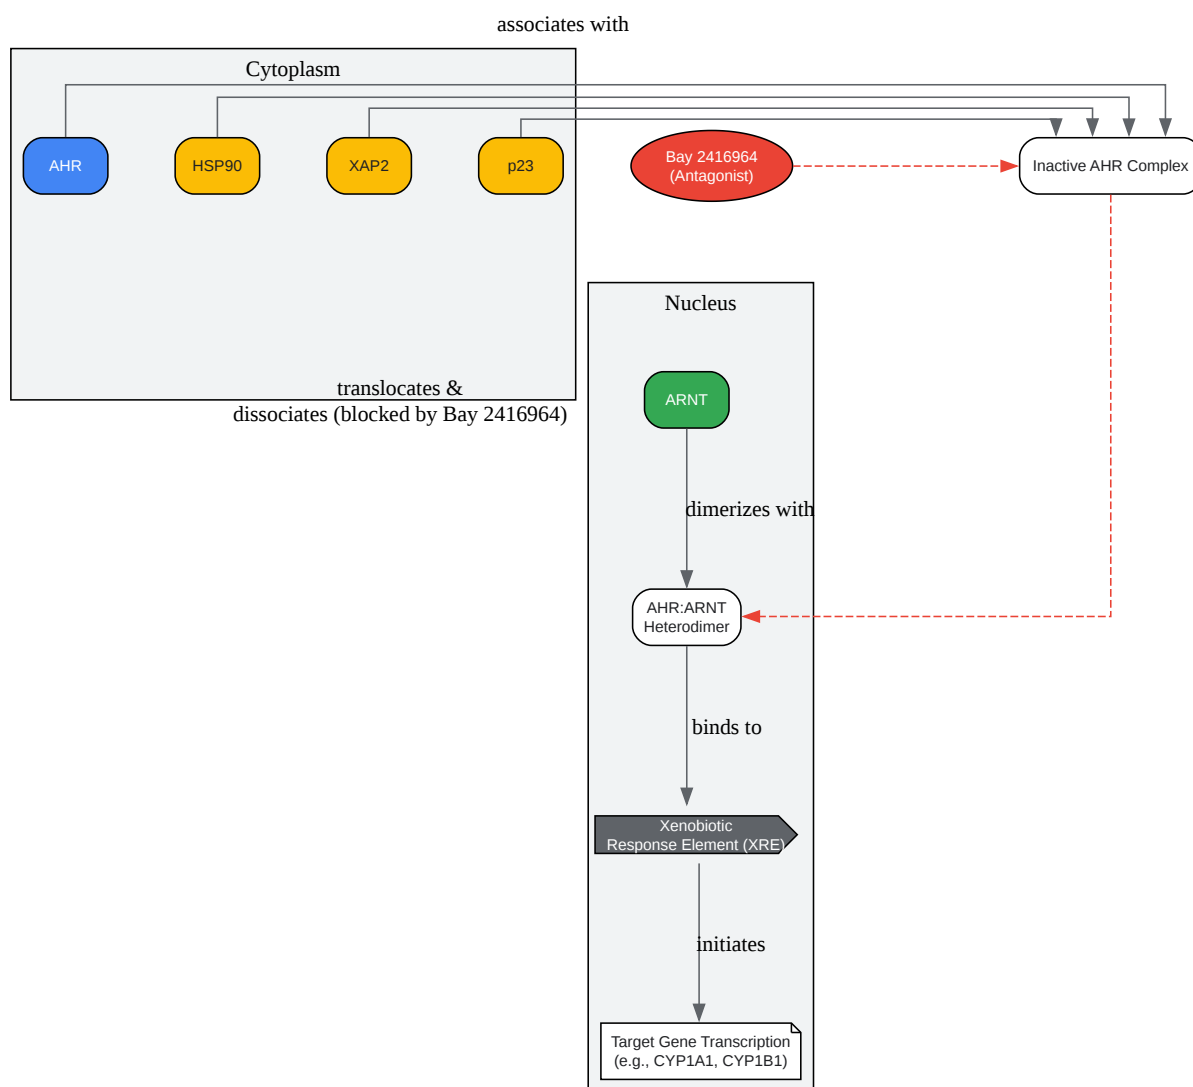 associates with
Cytoplasm
AHR
HSP90
XAP2
p23
Bay 2416964
(Antagonist)
Inactive AHR Complex
Nucleus
translocates &
dissociates (blocked by Bay 2416964)
ARNT
dimerizes with
AHR:ARNT
Heterodimer
binds to
Xenobiotic
Response Element (XRE)
initiates
Target Gene Transcription
(e.g., CYP1A1, CYP1B1)